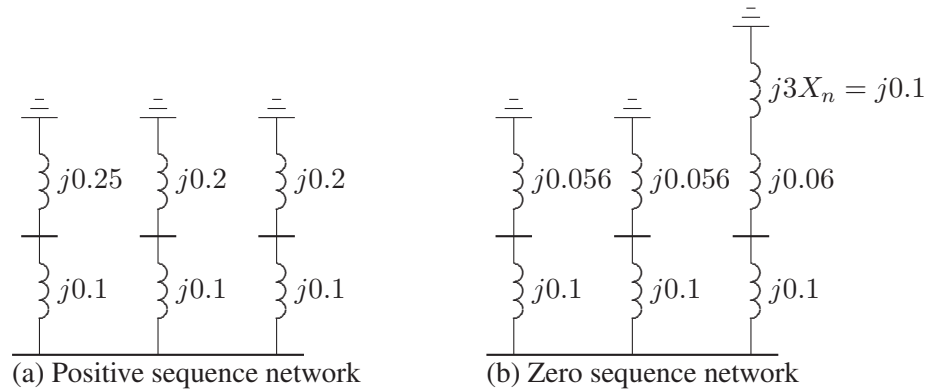 j3Xₙ = j0.1
j0.25 j0.2 j0.2 j0.056 j0.056 j0.06
j0.1 j0.1 j0.1 j0.1 j0.1 j0.1
(a) Positive sequence network (b) Zero sequence network